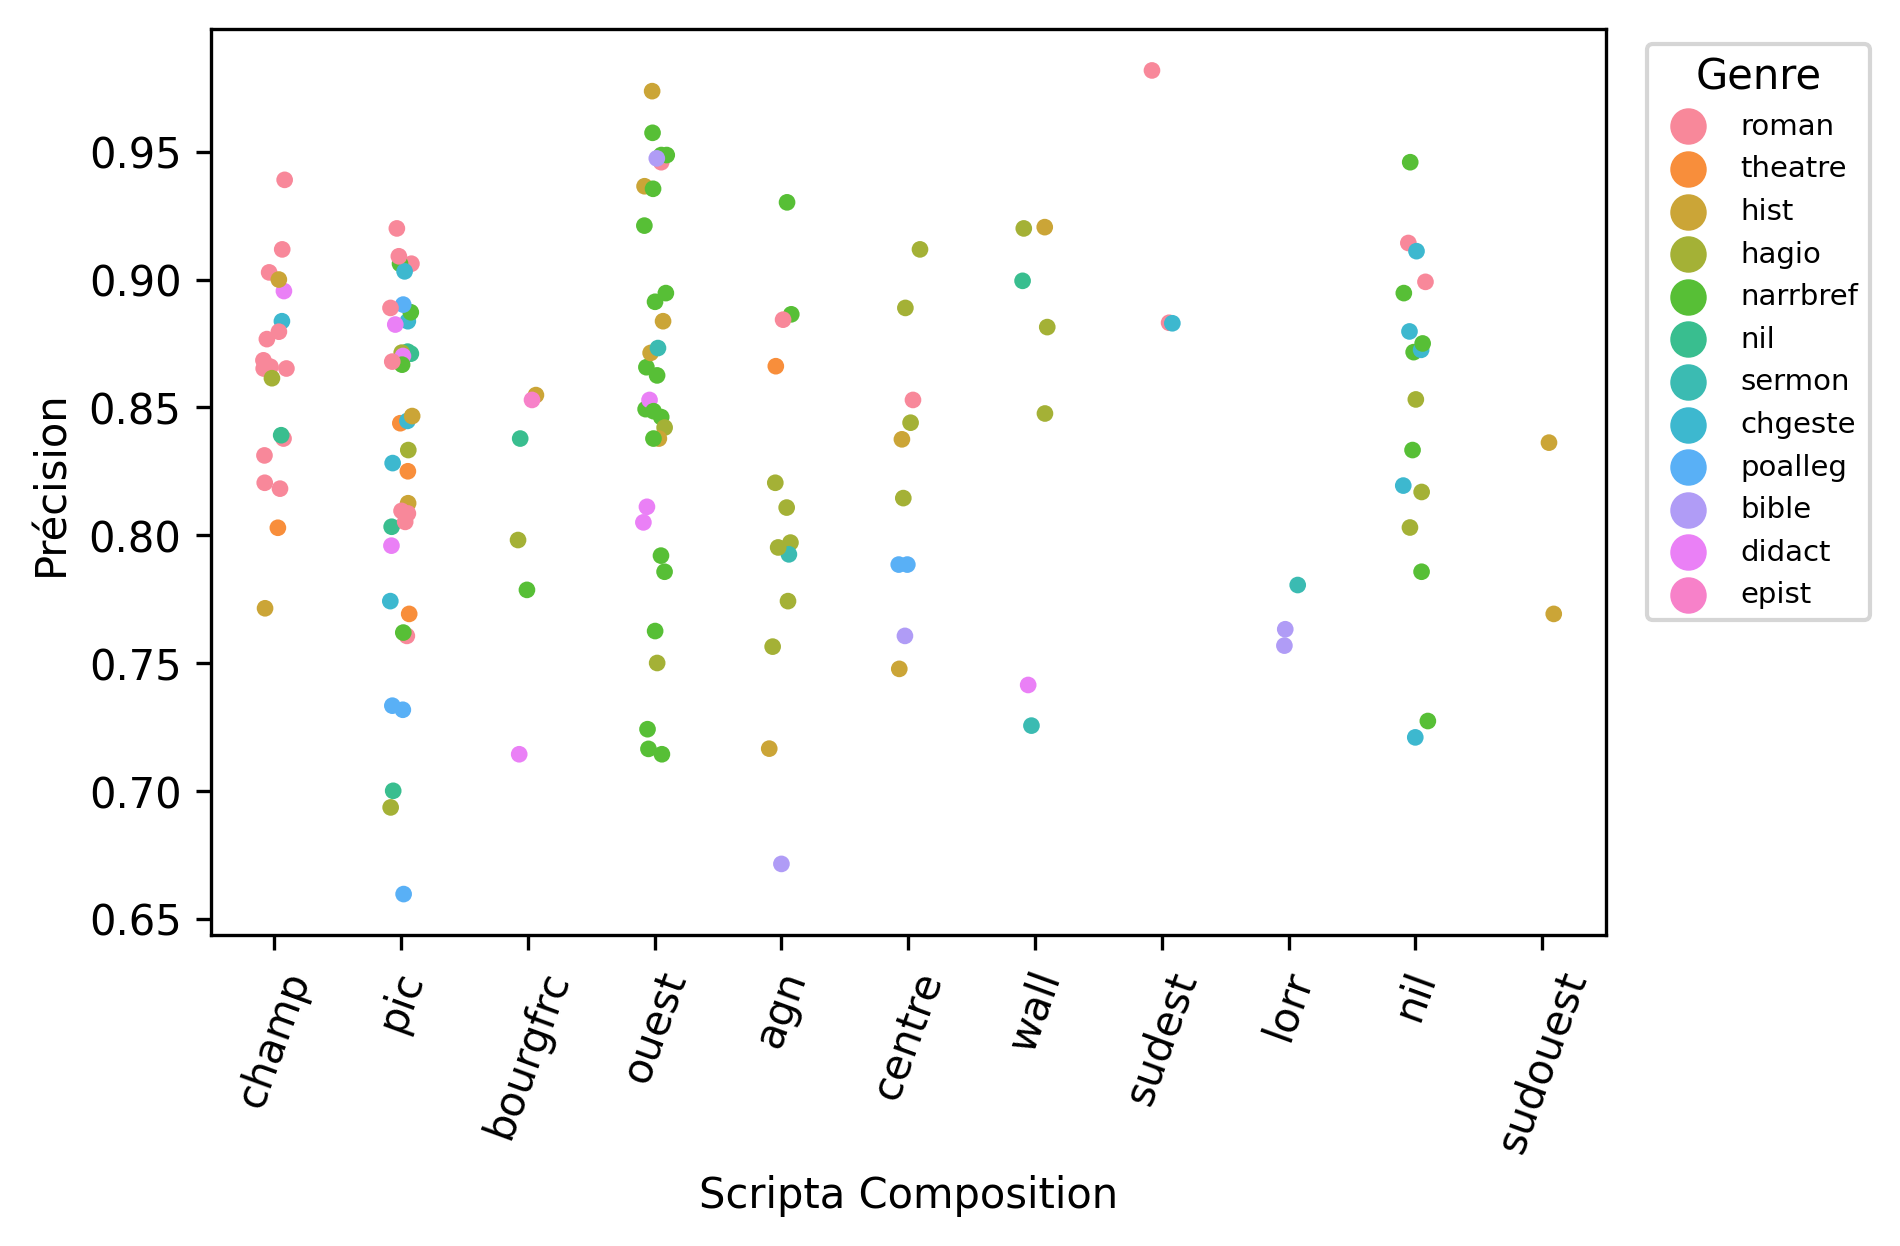 Genre
roman
theatre
hist
hagio
narrbref
nil
sermon
chgeste
poalleg
bible
didact
epist
Précision
0.95
0.90
0.85
0.80
0.75
0.70
0.65
champ
pic
bourgfrc
ouest
agn
centre
wall
sudest
lorr
nil
sudouest
Scripta Composition